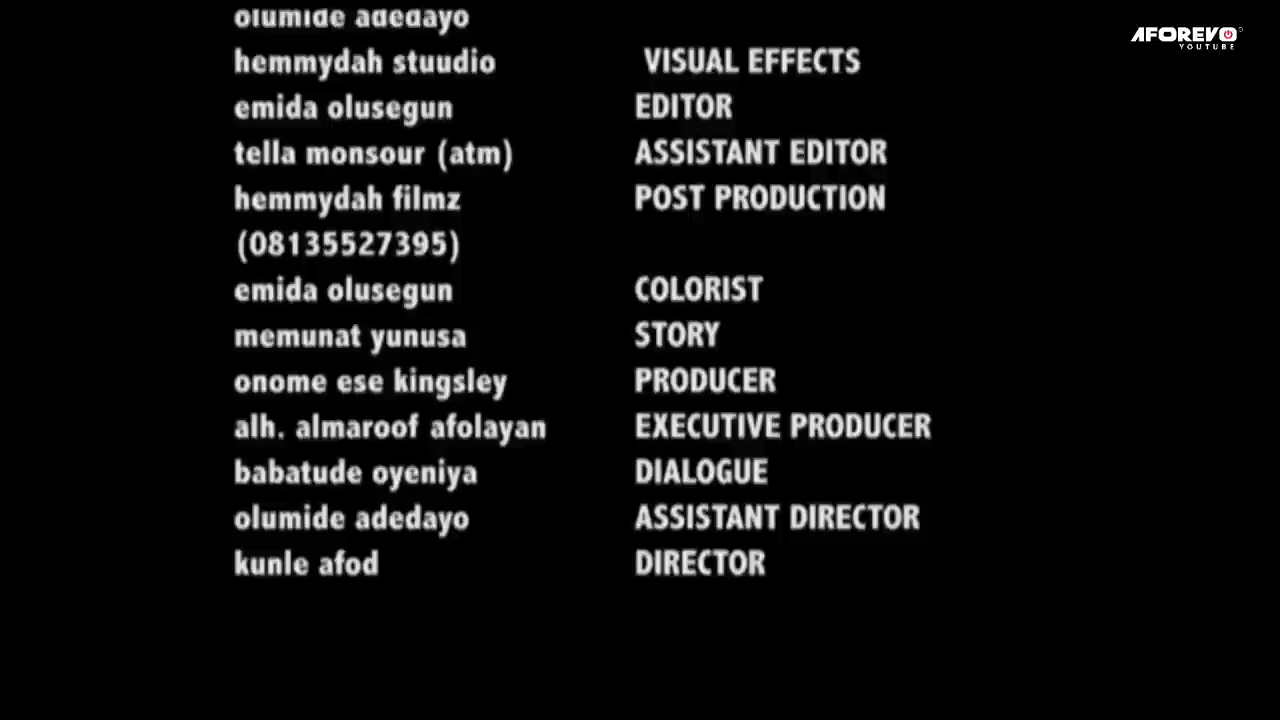 olumide adedayo
AFOREVO
YOUTUBE
hemmydah stuudio VISUAL EFFECTS
emida olusegun EDITOR
tella monsour (atm) ASSISTANT EDITOR
hemmydah filmz POST PRODUCTION
(08135527395)
emida olusegun COLORIST
memunat yunusa STORY
onome ese kingsley PRODUCER
alh. almaroof afolayan EXECUTIVE PRODUCER
babatude oyeniya DIALOGUE
olumide adedayo ASSISTANT DIRECTOR
kunle afod DIRECTOR